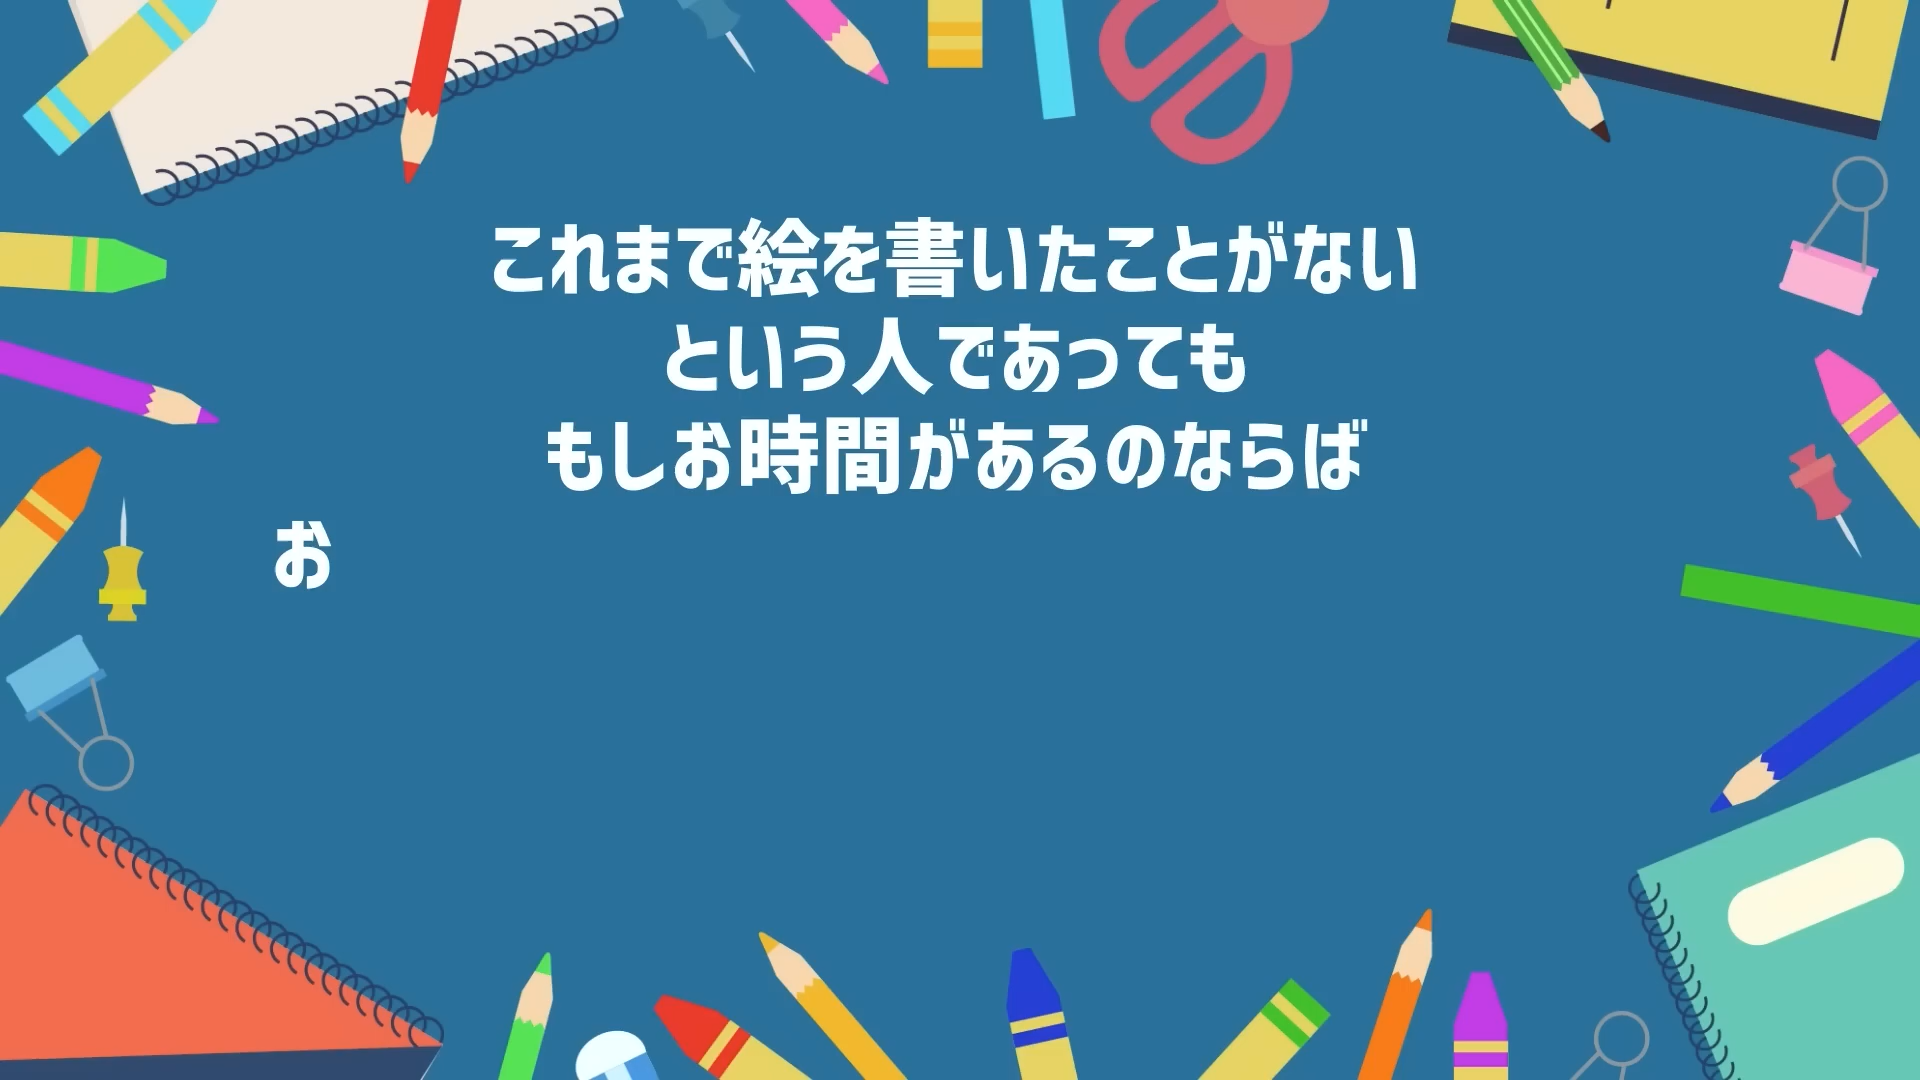 これまで絵を書いたことがない
という人であっても
もしお時間があるのならば
お